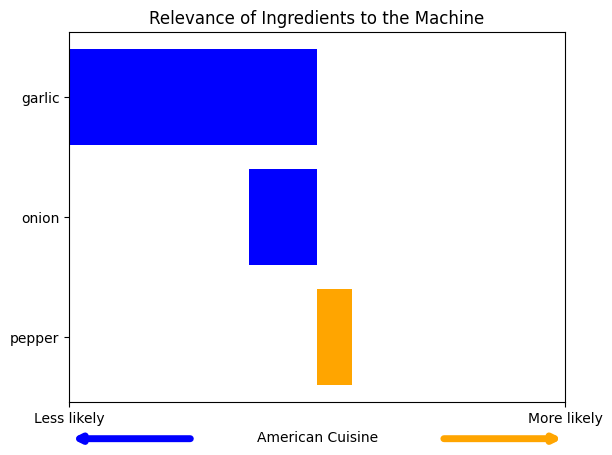 Relevance of Ingredients to the Machine
garlic
onion
pepper
Less likely
More likely
American Cuisine